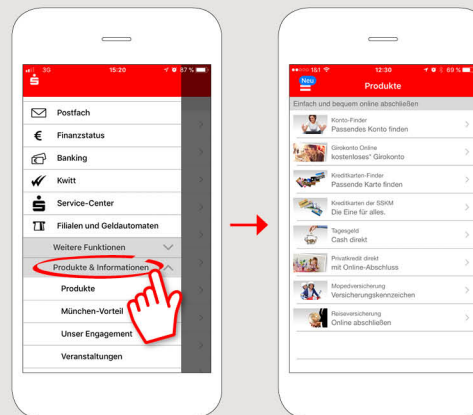 3G 15:20 87 %
Postfach
€ Finanzstatus
Banking
Kwitt
Service-Center
Filialen und Geldautomaten
Weitere Funktionen
Produkte & Informationen
Produkte
München-Vorteil
Unser Engagement
Veranstaltungen
1&1 12:30 69 %
Neu
Produkte
Einfach und bequem online abschließen
Konto-Finder
Passendes Konto finden
Girokonto Online
kostenloses* Girokonto
Kreditkarten-Finder
Passende Karte finden
Kreditkarten der SSKM
Die Eine für alles.
Tagesgeld
Cash direkt
Privatkredit direkt
mit Online-Abschluss
Mopedversicherung
Versicherungskennzeichen
Reiseversicherung
Online abschließen